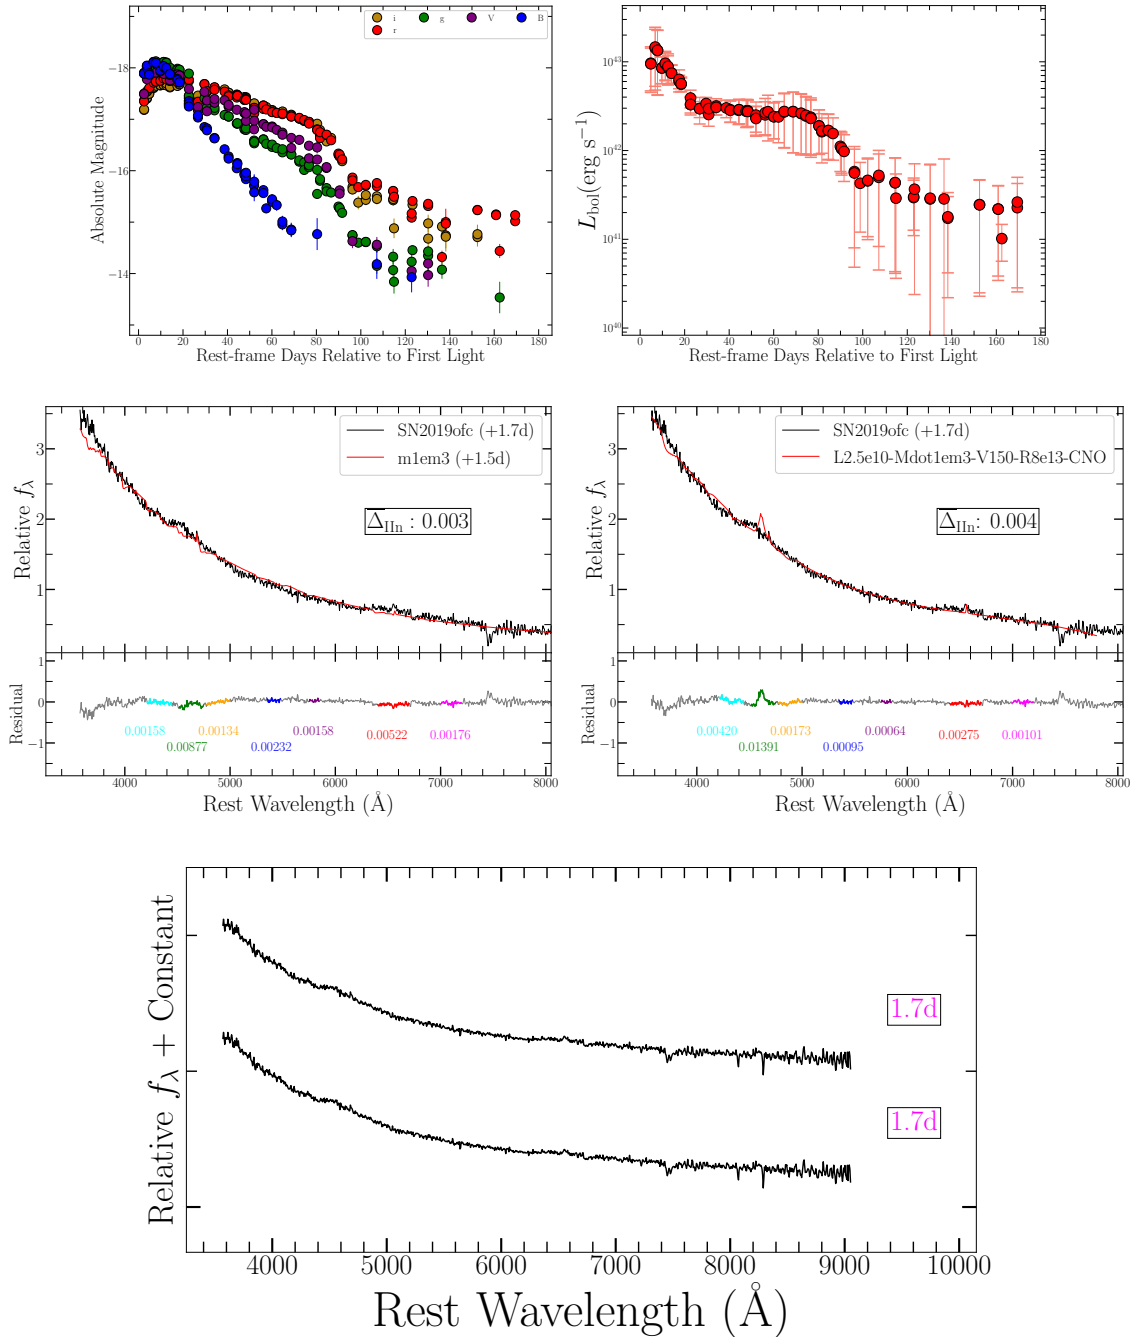 i g V B
r
−18
−16
−14
Absolute Magnitude
0 20 40 60 80 100 120 140 160 180
Rest-frame Days Relative to First Light
10^43
10^42
10^41
10^40
L_bol (erg s^−1)
0 20 40 60 80 100 120 140 160 180
Rest-frame Days Relative to First Light
SN2019ofc (+1.7d)
m1em3 (+1.5d)
Δ̅_IIn : 0.003
3
2
1
Relative f_λ
1
0
−1
Residual
0.00158 0.00134 0.00158 0.00522 0.00176
0.00877 0.00232
4000 5000 6000 7000 8000
Rest Wavelength (Å)
SN2019ofc (+1.7d)
L2.5e10-Mdot1em3-V150-R8e13-CNO
Δ̅_IIn: 0.004
3
2
1
Relative f_λ
1
0
−1
Residual
0.00420 0.00173 0.00064 0.00275 0.00101
0.01391 0.00095
4000 5000 6000 7000 8000
Rest Wavelength (Å)
Relative f_λ + Constant
1.7d
1.7d
4000 5000 6000 7000 8000 9000 10000
Rest Wavelength (Å)